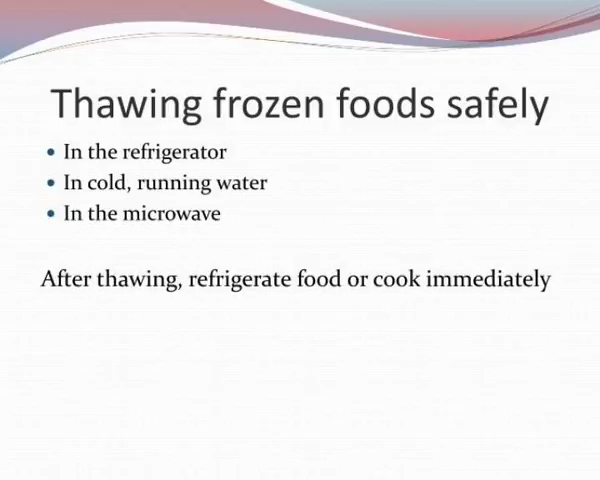 Thawing frozen foods safely
• In the refrigerator
• In cold, running water
• In the microwave
After thawing, refrigerate food or cook immediately